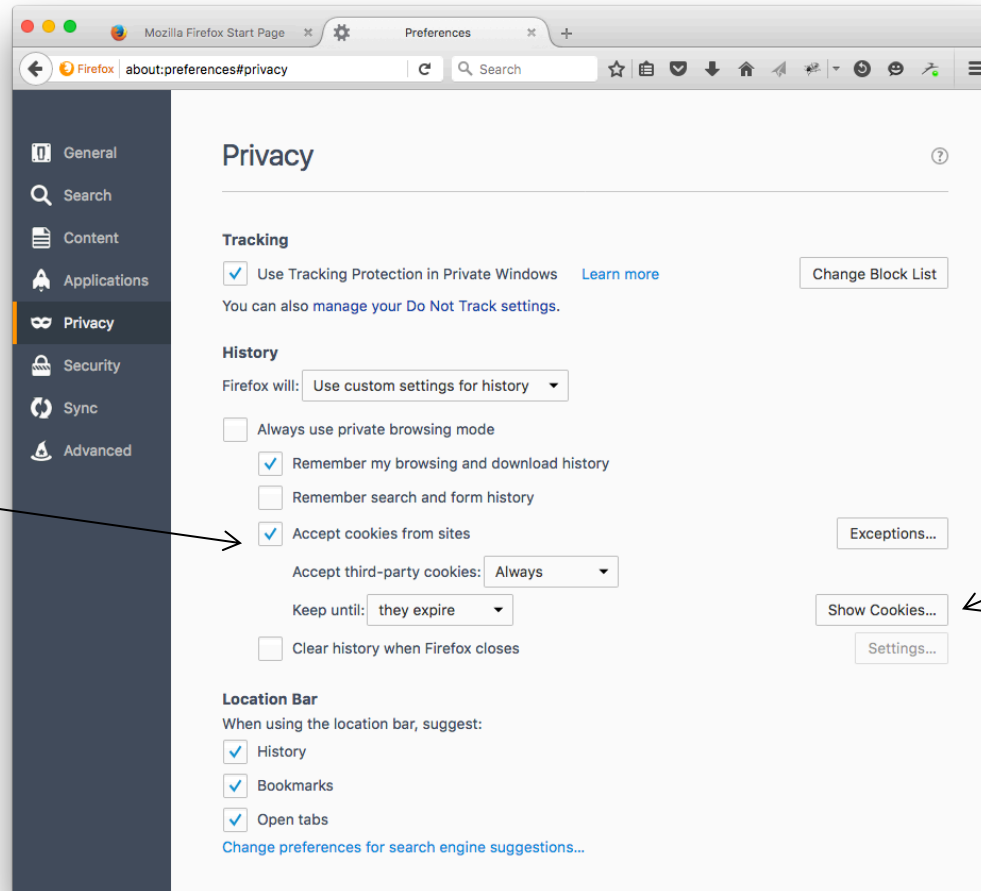 Mozilla Firefox Start Page
Preferences
Firefox about:preferences#privacy
Search
General
Search
Content
Applications
Privacy
Security
Sync
Advanced
Privacy
Tracking
Use Tracking Protection in Private Windows Learn more Change Block List
You can also manage your Do Not Track settings.
History
Firefox will: Use custom settings for history
Always use private browsing mode
Remember my browsing and download history
Remember search and form history
Accept cookies from sites Exceptions...
Accept third-party cookies: Always
Keep until: they expire Show Cookies...
Clear history when Firefox closes Settings...
Location Bar
When using the location bar, suggest:
History
Bookmarks
Open tabs
Change preferences for search engine suggestions...